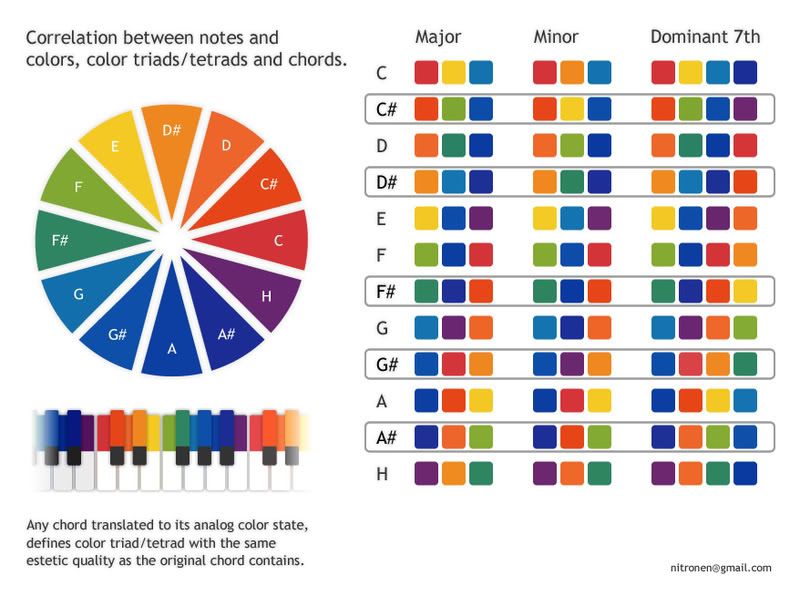 Correlation between notes and
colors, color triads/tetrads and chords.
Major Minor Dominant 7th
C
C#
D
D#
E
F
F#
G
G#
A
A#
H
D#
D
C#
C
H
A#
A
G#
G
F#
F
E
Any chord translated to its analog color state,
defines color triad/tetrad with the same
estetic quality as the original chord contains.
nitronen@gmail.com